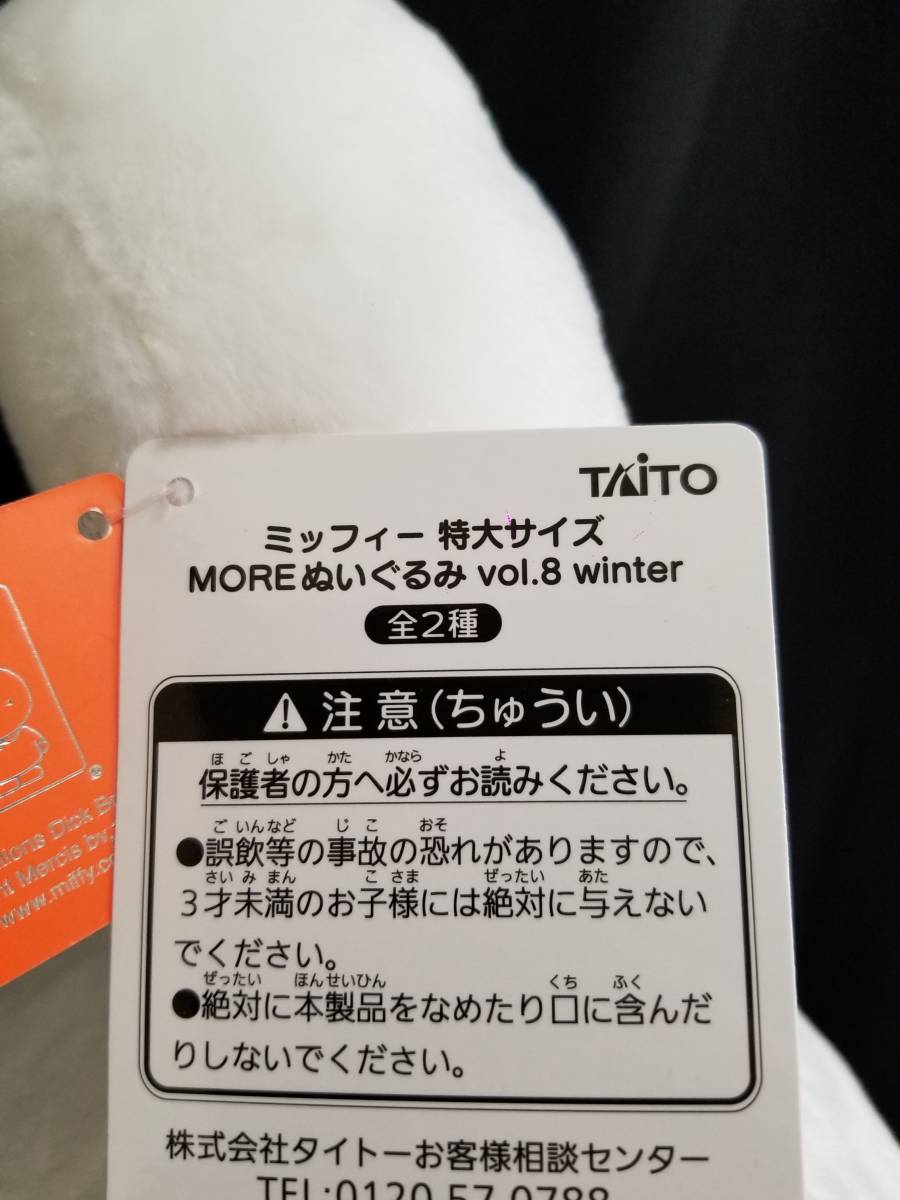 TAITO
ミッフィー 特大サイズ
MOREぬいぐるみ vol.8 winter
全2種
注意(ちゅうい)
ほごしゃ かた かなら よ
保護者の方へ必ずお読みください。
ごいんなど じこ おそ
●誤飲等の事故の恐れがありますので、
さいみまん こさま ぜったい あた
3才未満のお子様には絶対に与えない
でください。
ぜったい ほんせいひん くち ふく
●絶対に本製品をなめたり口に含んだ
りしないでください。
株式会社タイトーお客様相談センター
TEL:0120-57-0788
®
Dick
Mercis bv.
www.miffy.c